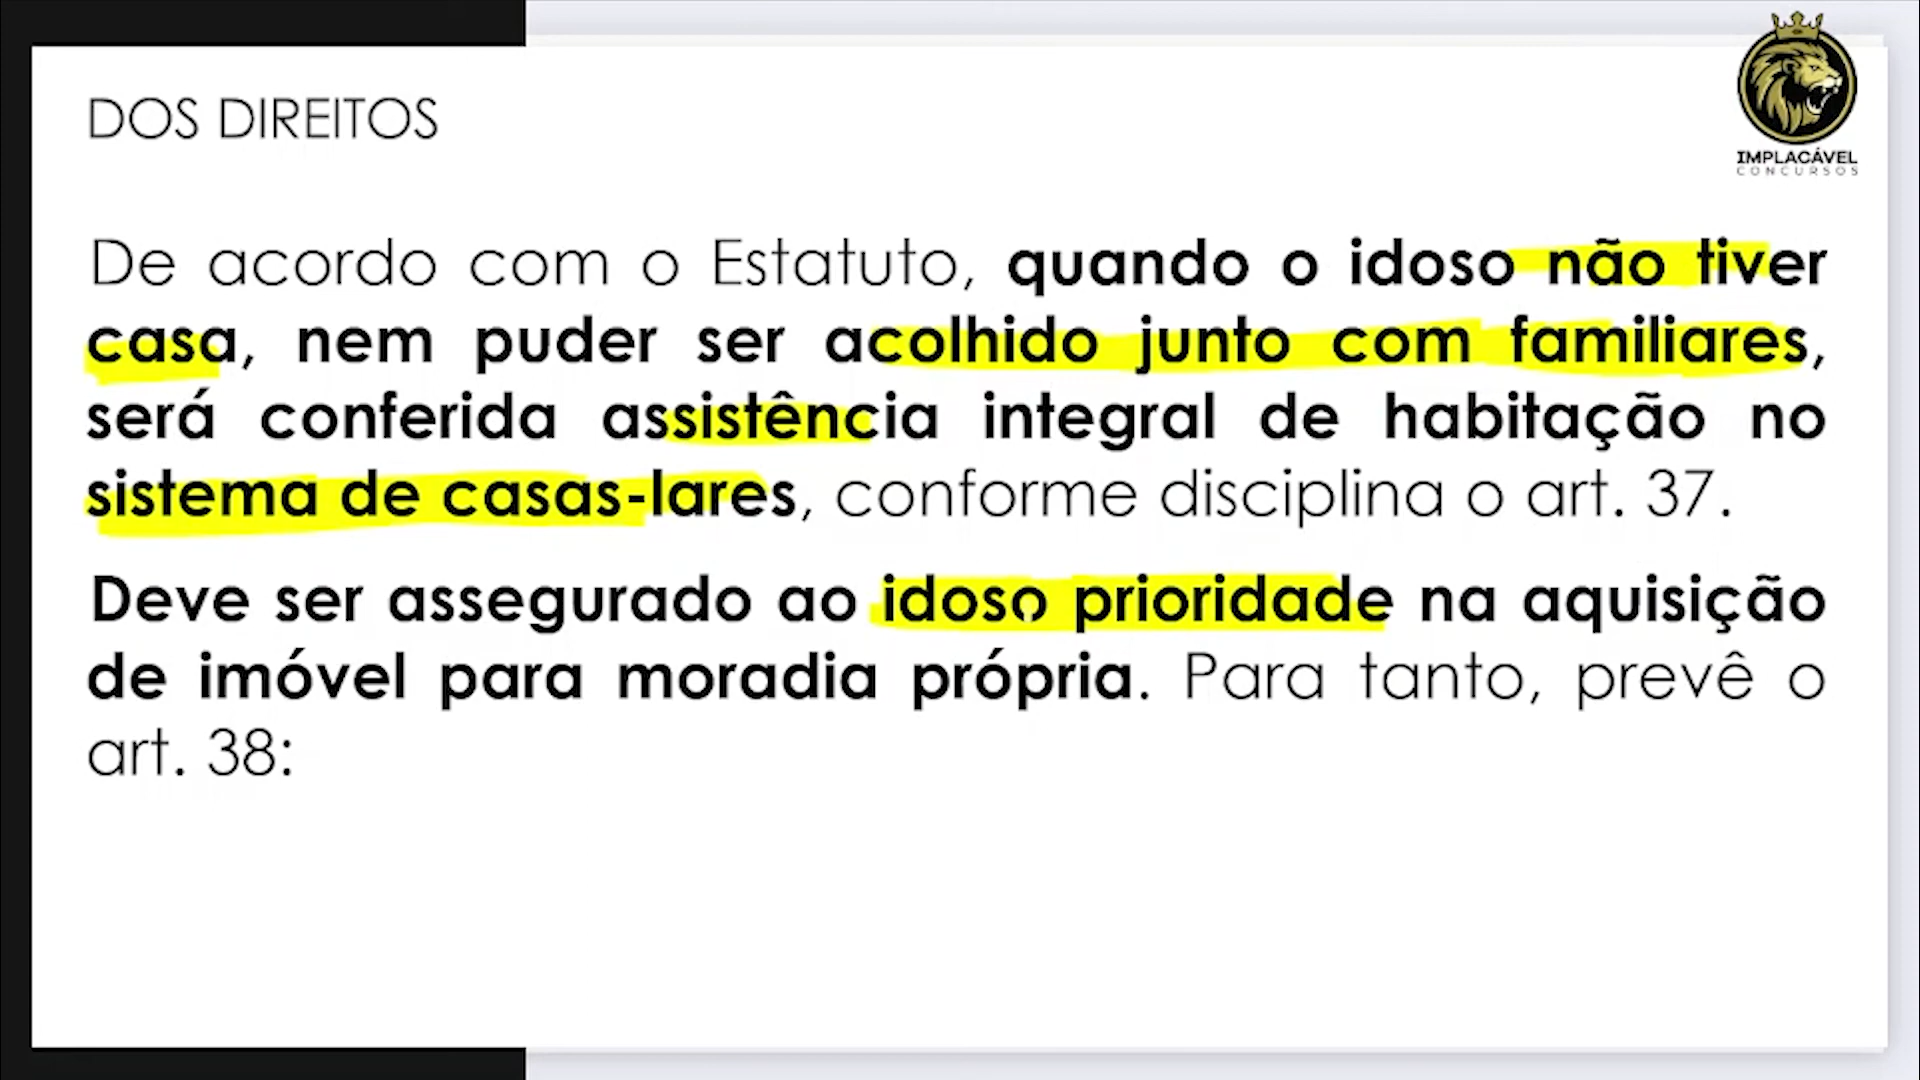 DOS DIREITOS
IMPLACÁVEL
CONCURSOS
De acordo com o Estatuto, quando o idoso não tiver
casa, nem puder ser acolhido junto com familiares,
será conferida assistência integral de habitação no
sistema de casas-lares, conforme disciplina o art. 37.
Deve ser assegurado ao idoso prioridade na aquisição
de imóvel para moradia própria. Para tanto, prevê o
art. 38: